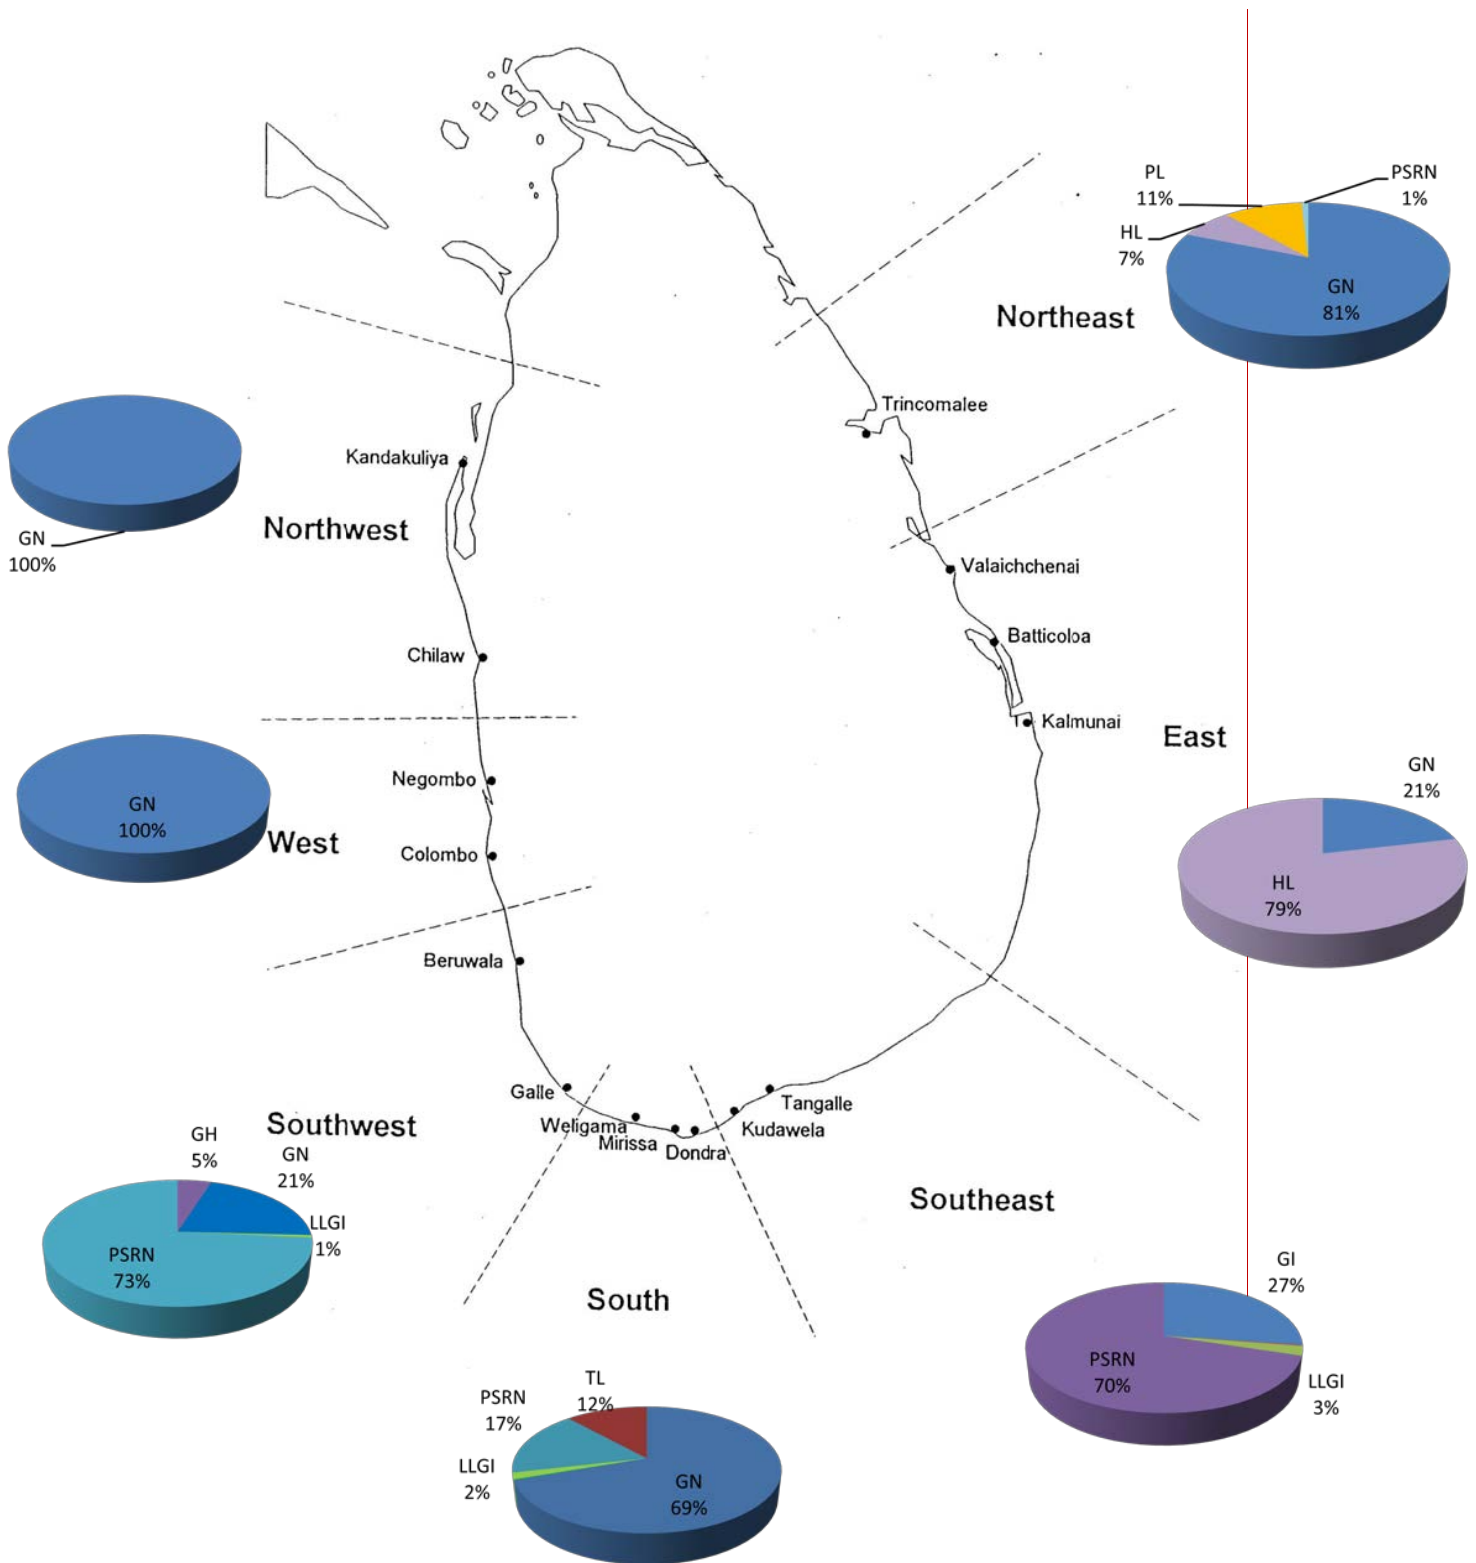 PL
11%
PSRN
1%
HL
7%
GN
81%
Northeast
Trincomalee
Kandakuliya
Northwest
GN
100%
Valaichchenai
Batticoloa
Chilaw
Kalmunai
East
Negombo
GN
100%
West
Colombo
GN
21%
HL
79%
Beruwala
Galle
Tangalle
Southwest
Weligama
Kudawela
Mirissa
Dondra
GH
5%
GN
21%
LLGI
1%
PSRN
73%
Southeast
South
GI
27%
PSRN
70%
LLGI
3%
TL
12%
PSRN
17%
LLGI
2%
GN
69%